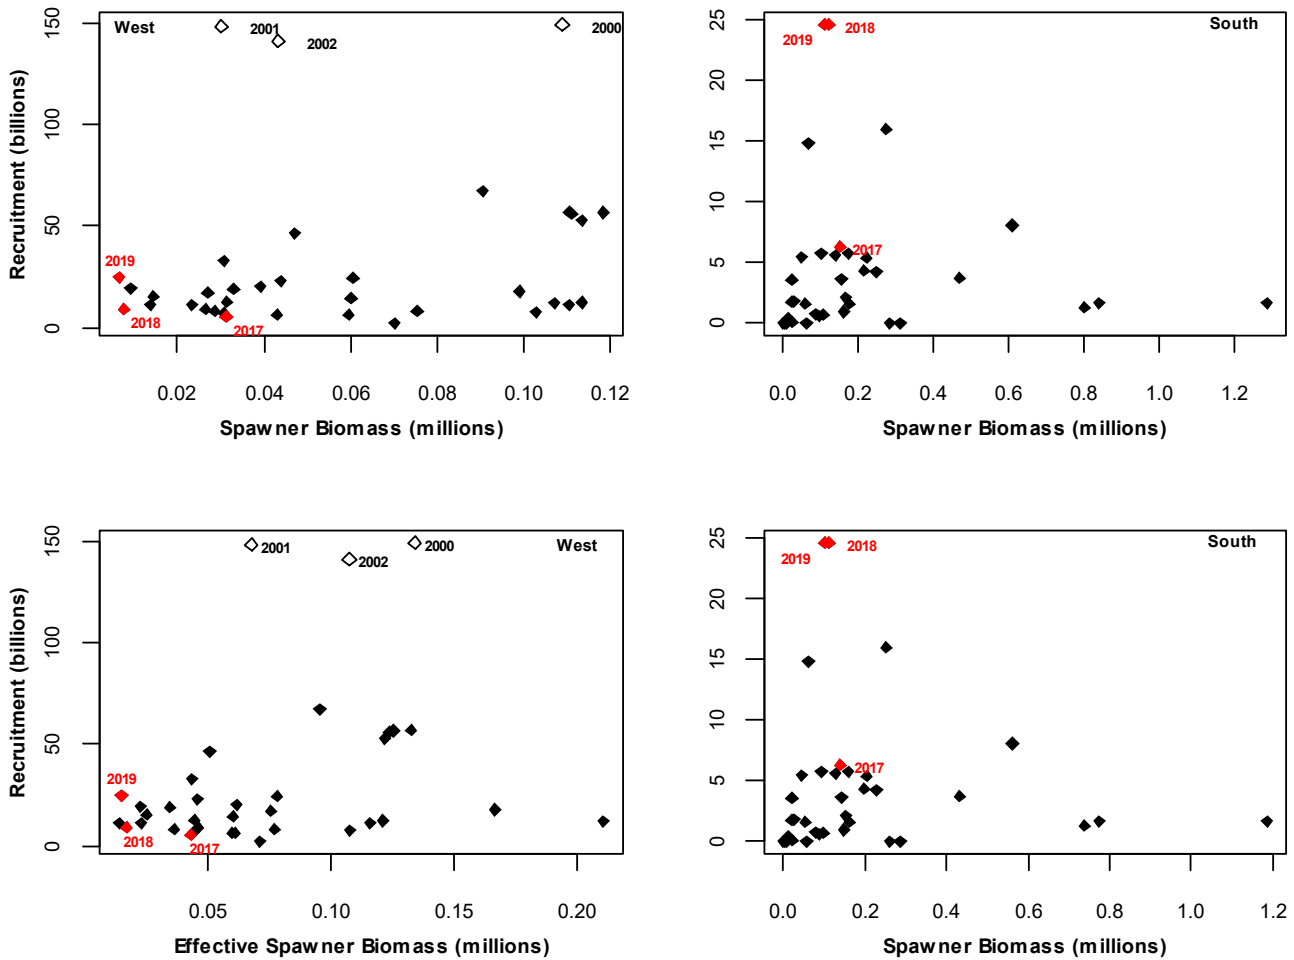 West
2001
2002
2000
2019
2018
2017
150
100
50
0
Recruitment (billions)
0.02 0.04 0.06 0.08 0.10 0.12
Spawner Biomass (millions)
South
2019
2018
2017
25
20
15
10
5
0
0.0 0.2 0.4 0.6 0.8 1.0 1.2
Spawner Biomass (millions)
West
2001
2002
2000
2019
2018
2017
150
100
50
0
Recruitment (billions)
0.05 0.10 0.15 0.20
Effective Spawner Biomass (millions)
South
2019
2018
2017
25
20
15
10
5
0
0.0 0.2 0.4 0.6 0.8 1.0 1.2
Spawner Biomass (millions)